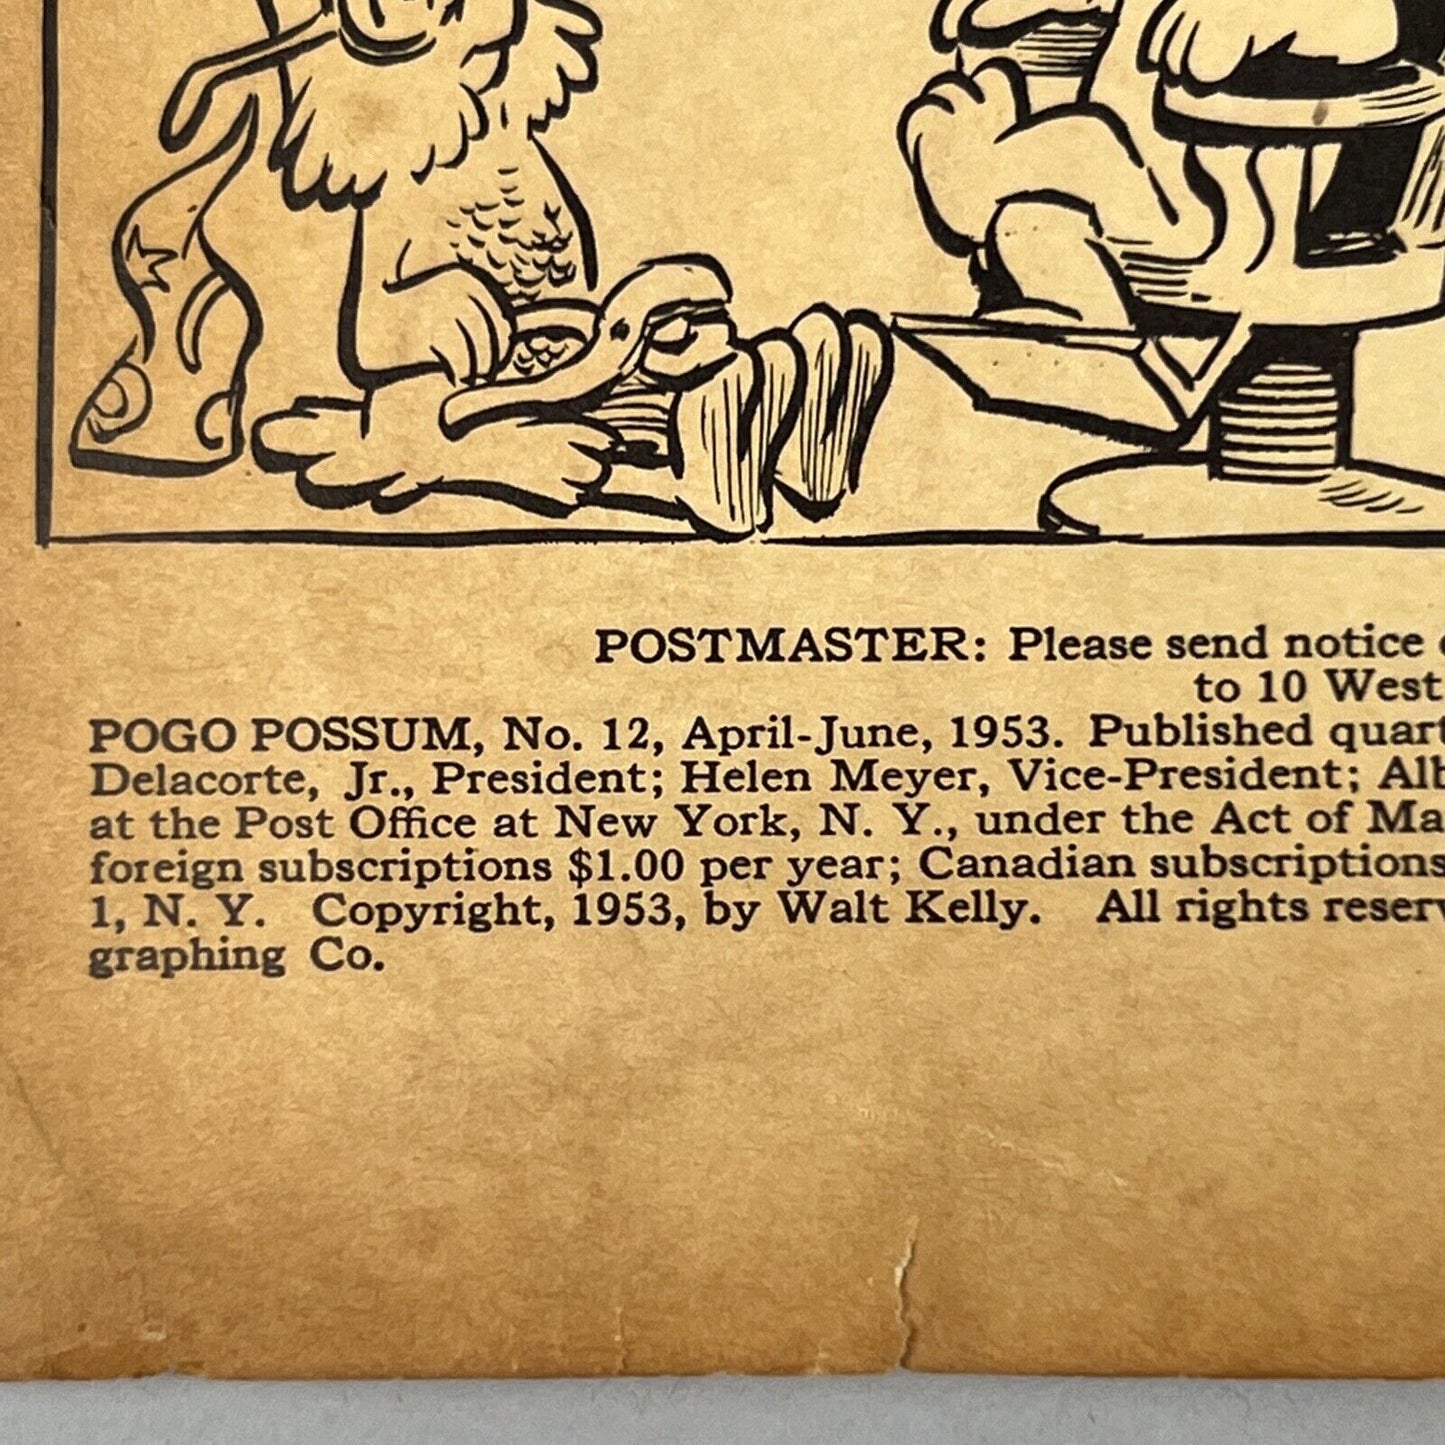 POSTMASTER: Please send notice
to 10 West
POGO POSSUM, No. 12, April-June, 1953. Published quart
Delacorte, Jr., President; Helen Meyer, Vice-President; Alb
at the Post Office at New York, N. Y., under the Act of Ma
foreign subscriptions $1.00 per year; Canadian subscriptions
1, N. Y. Copyright, 1953, by Walt Kelly. All rights reserv
graphing Co.